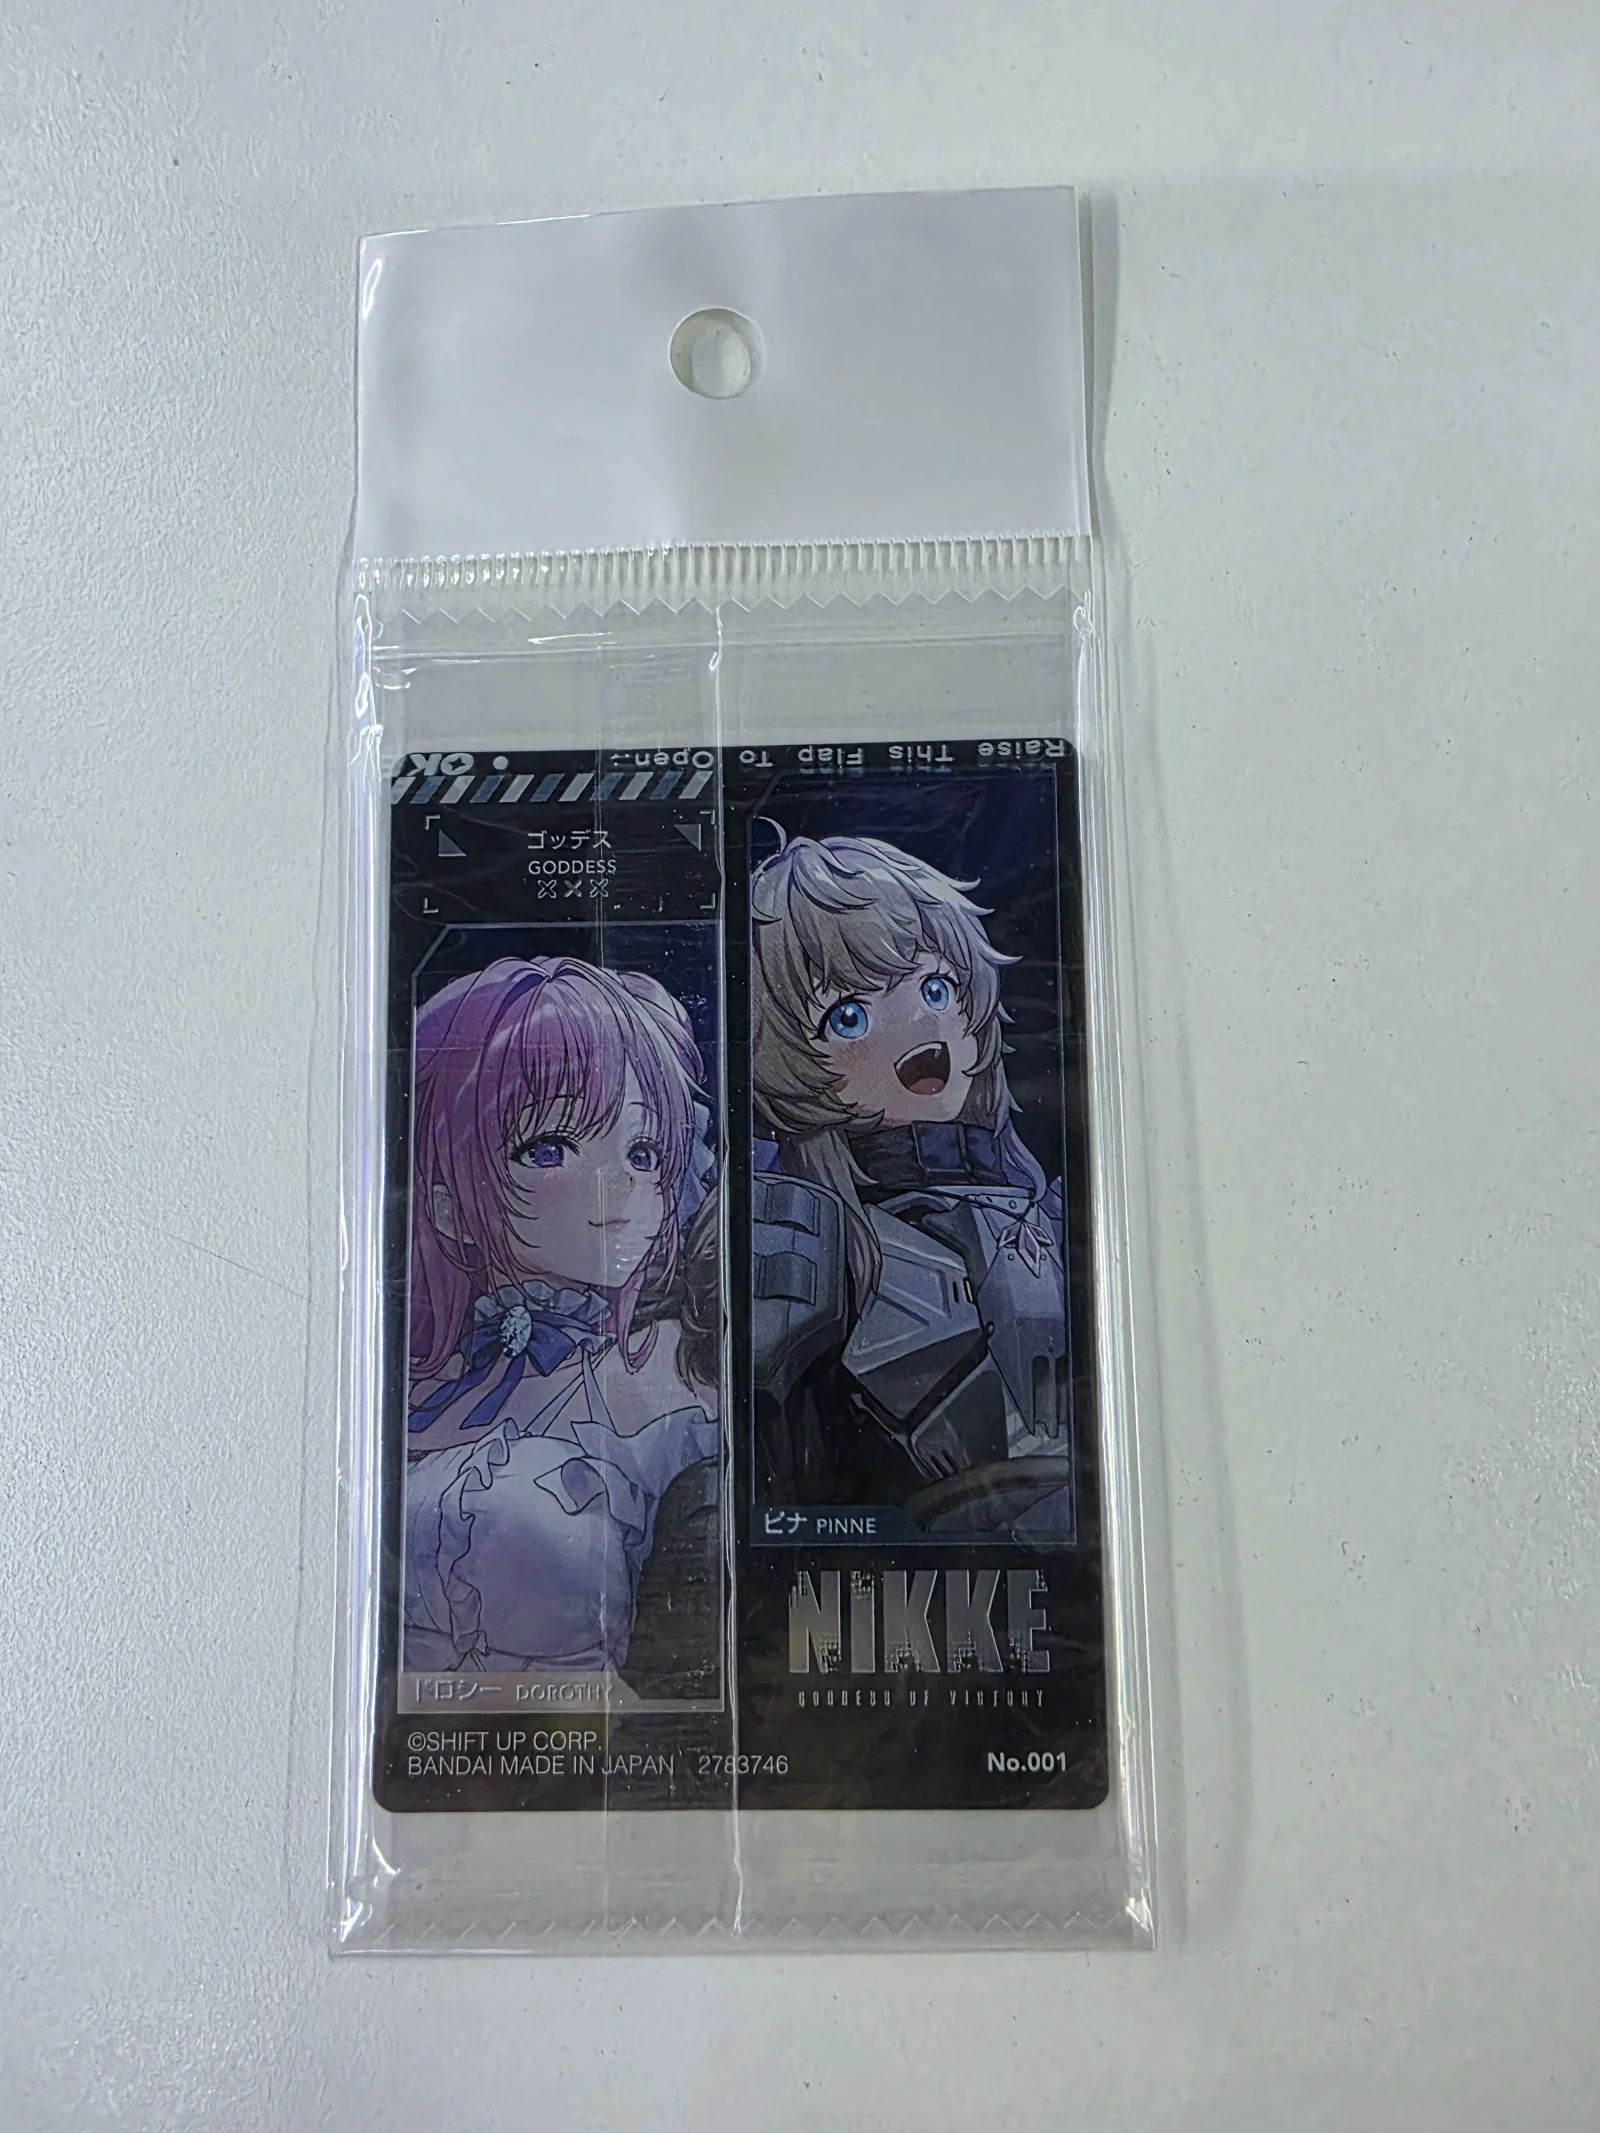 Raise This Flap To Open.
ゴッデス
GODDESS
ドロシー DOROTHY
ピナ PINNE
NIKKE
GODDESS OF VICTORY
©SHIFT UP CORP.
BANDAI MADE IN JAPAN 2783746
No.001